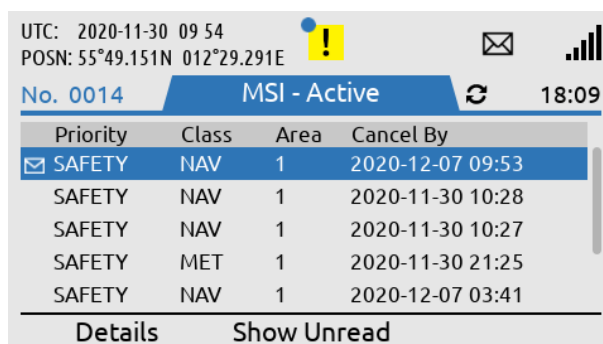 UTC: 2020-11-30 09 54
POSN: 55°49.151N 012°29.291E
!
No. 0014 MSI - Active 18:09
Priority Class Area Cancel By
SAFETY NAV 1 2020-12-07 09:53
SAFETY NAV 1 2020-11-30 10:28
SAFETY NAV 1 2020-11-30 10:27
SAFETY MET 1 2020-11-30 21:25
SAFETY NAV 1 2020-12-07 03:41
Details Show Unread